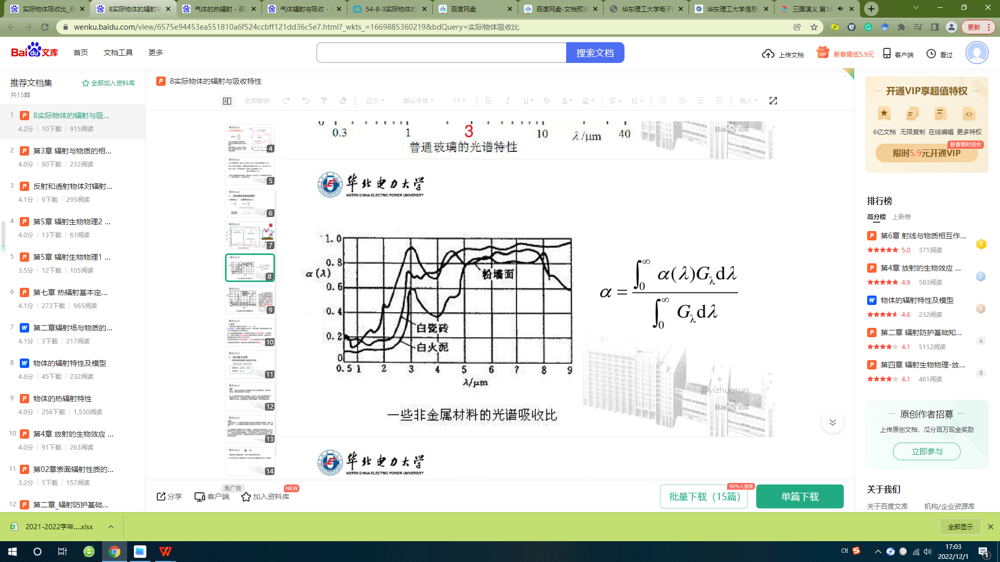 实际物体吸收比_百
8实际物体的辐射与
气体的热辐射 - 百
气体辐射与吸收 -
54-8-3实际物体的
百度网盘
百度网盘-文档预览
华东理工大学电子
华东理工大学信息
三国演义 第16
wenku.baidu.com/view/6575e94453ea551810a6f524ccbff121dd36c5e7.html?_wkts_=1669885360219&bdQuery=实际物体吸收比
更新
Bai du 文库
首页
文档工具
更多
搜索文档
上传文档
VIP
新客最低5.9元
客户端
看过
推荐文档集
全部加入资料库
共15篇
1 8实际物体的辐射与吸...
4.2分 10下载 915阅读
2 第3章 辐射与物质的相...
4.0分 90下载 232阅读
3 反射和透射物体对辐射...
4.1分 9下载 295阅读
4 第5章 辐射生物物理2 ...
4.0分 13下载 61阅读
5 第5章 辐射生物物理1 ...
3.5分 12下载 105阅读
6 第七章 热辐射基本定...
4.1分 273下载 965阅读
7 第二章辐射场与物质的...
4.1分 3下载 217阅读
8 物体的辐射特性及模型
4.6分 45下载 232阅读
9 物体的热辐射特性
4.0分 256下载 1,530阅读
10 第4章 放射的生物效应 ...
4.0分 91下载 263阅读
11 第02章表面辐射性质的...
3.2分 5下载 157阅读
12 第二章_辐射防护基础...
8实际物体的辐射与吸收特性
全部撤销
正文
默认字体
11
B I U S A
插入
4
5
6
7
8
9
10
11
12
13
14
0
0.3 1 3 10 λ/μm 40
普通玻璃的光谱特性
Baidu文库
华北电力大学
NORTH CHINA ELECTRIC POWER UNIVERSITY
1.0
0.8
α(λ)
0.6
0.4
0.2
0
0.5 1 2 3 4 5 6 7 8 9
λ/μm
粉墙面
白瓷砖
白火泥
α = ∫₀^∞ α(λ)G_λdλ / ∫₀^∞ G_λdλ
一些非金属材料的光谱吸收比
@yizhuosun
Baidu文库
华北电力大学
NORTH CHINA ELECTRIC POWER UNIVERSITY
分享
免广告
客户端
加入资料库
NEW
批量下载（15篇）
90%人选择
单篇下载
开通VIP享超值特权
6亿文档 无限复制 在线编辑 更多特权
新客限时低价
限时5.9元开通VIP
排行榜
高分榜 上新榜
第6章 射线与物质相互作...
5.0 371阅读
1
第4章 放射的生物效应 ...
4.9 583阅读
2
物体的辐射特性及模型
4.6 232阅读
3
第二章 辐射防护基础知...
4.1 5112阅读
4
第四章 辐射生物物理-放...
4.1 461阅读
5
原创作者招募
上传原创文档，瓜分百万现金奖励
立即参与
关于我们
关于百度文库 机构/企业资源库
2021-2022学年....xlsx
全部显示
CH
17:03
2022/12/1
1